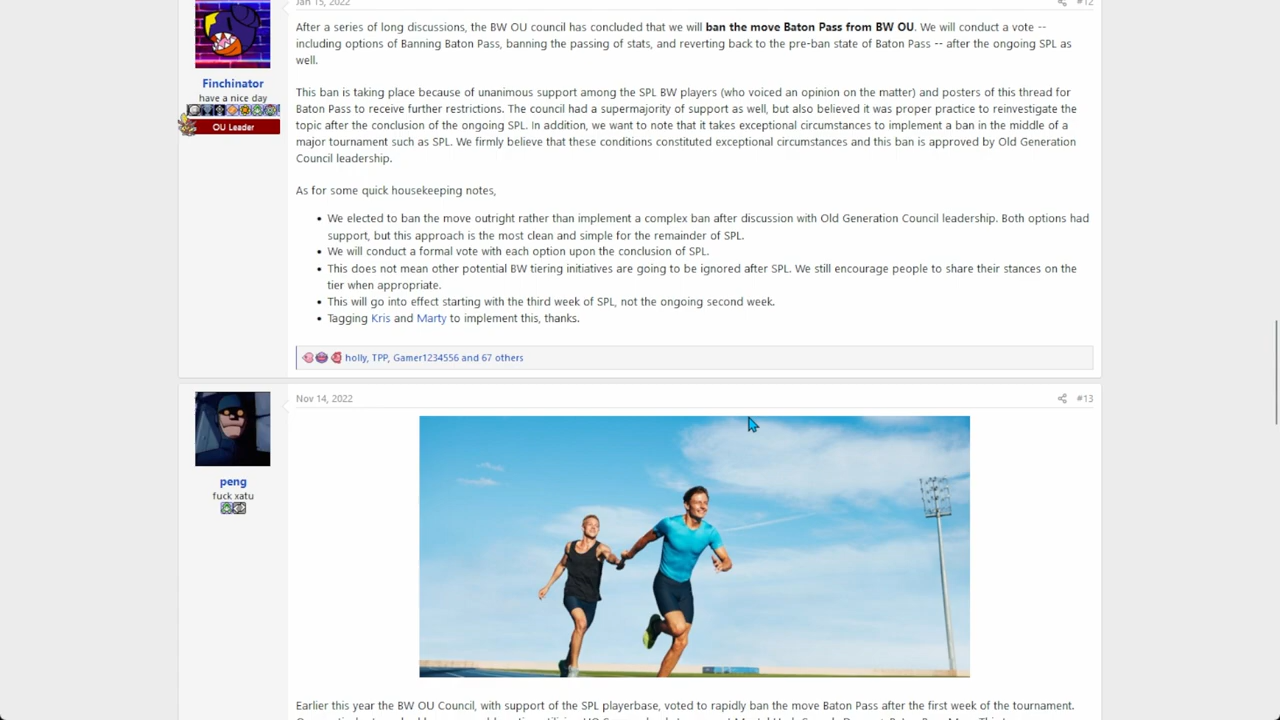 Jan 15, 2022
#12
After a series of long discussions, the BW OU council has concluded that we will ban the move Baton Pass from BW OU. We will conduct a vote --
including options of Banning Baton Pass, banning the passing of stats, and reverting back to the pre-ban state of Baton Pass -- after the ongoing SPL as
well.
Finchinator
have a nice day
OU Leader
This ban is taking place because of unanimous support among the SPL BW players (who voiced an opinion on the matter) and posters of this thread for
Baton Pass to receive further restrictions. The council had a supermajority of support as well, but also believed it was proper practice to reinvestigate the
topic after the conclusion of the ongoing SPL. In addition, we want to note that it takes exceptional circumstances to implement a ban in the middle of a
major tournament such as SPL. We firmly believe that these conditions constituted exceptional circumstances and this ban is approved by Old Generation
Council leadership.
As for some quick housekeeping notes,
• We elected to ban the move outright rather than implement a complex ban after discussion with Old Generation Council leadership. Both options had
support, but this approach is the most clean and simple for the remainder of SPL.
• We will conduct a formal vote with each option upon the conclusion of SPL.
• This does not mean other potential BW tiering initiatives are going to be ignored after SPL. We still encourage people to share their stances on the
tier when appropriate.
• This will go into effect starting with the third week of SPL, not the ongoing second week.
• Tagging Kris and Marty to implement this, thanks.
holly, TPP, Gamer1234556 and 67 others
Nov 14, 2022
#13
peng
fuck xatu
Earlier this year the BW OU Council, with support of the SPL playerbase, voted to rapidly ban the move Baton Pass after the first week of the tournament.